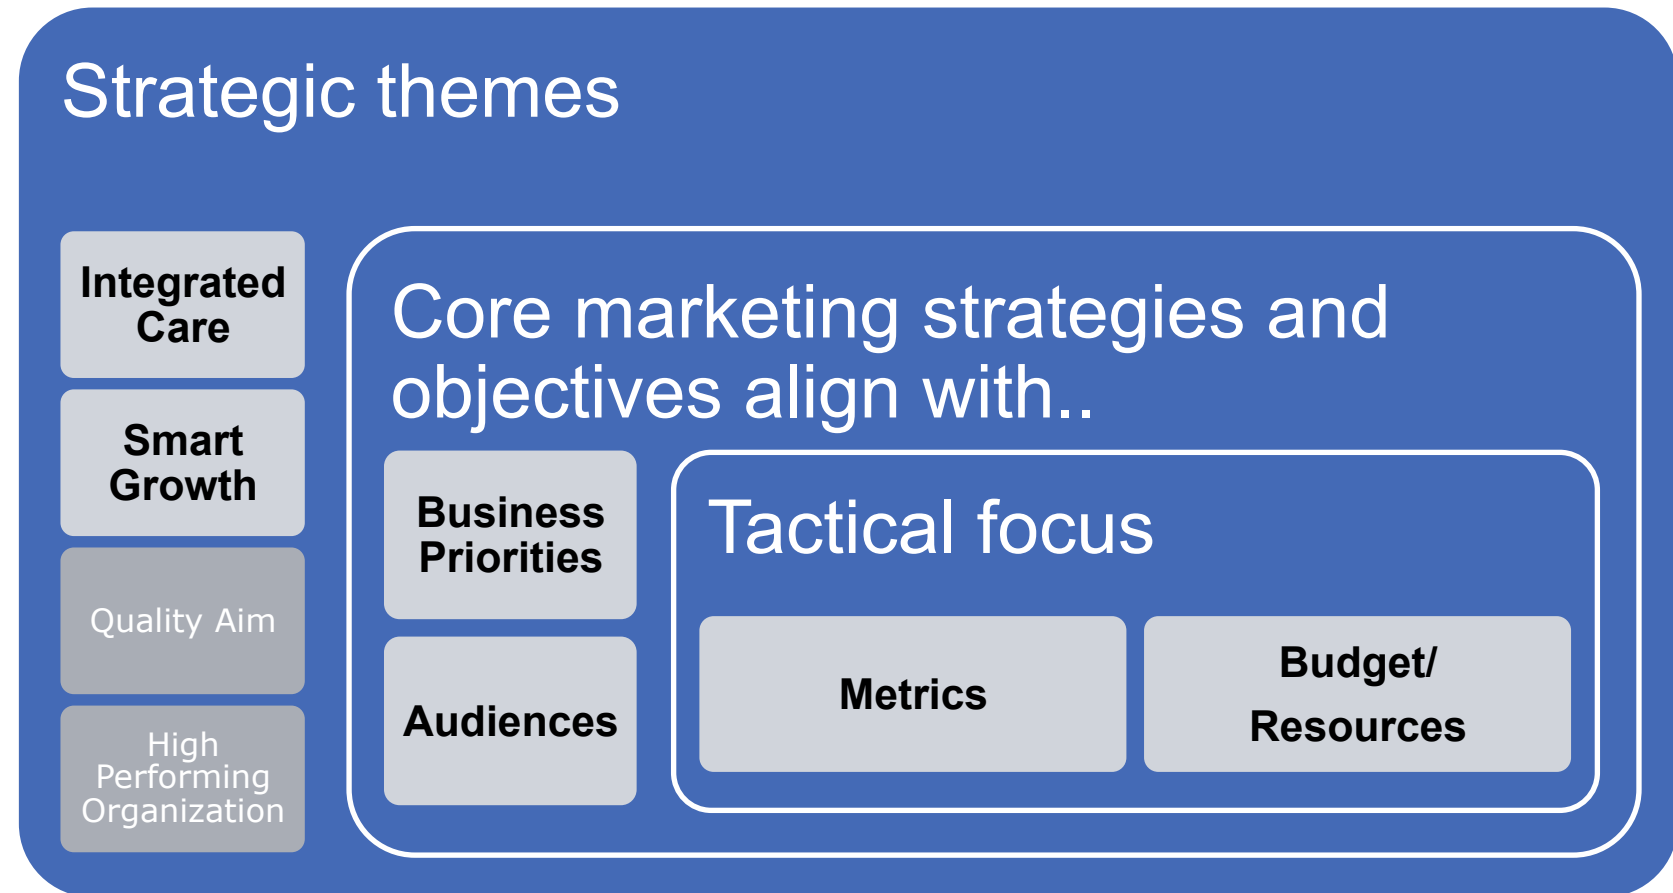 Strategic themes
Integrated
Care
Smart
Growth
Quality Aim
High
Performing
Organization
Core marketing strategies and
objectives align with..
Business
Priorities
Audiences
Tactical focus
Metrics
Budget/
Resources